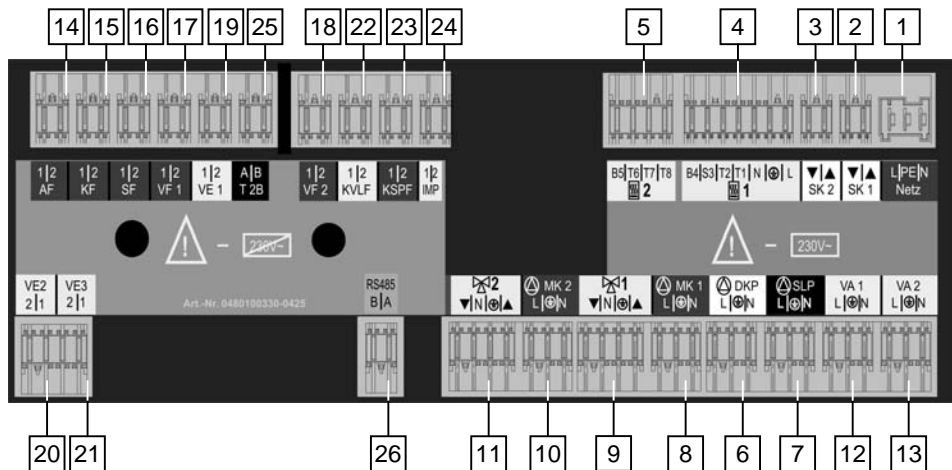 14 15 16 17 19 25 18 22 23 24 5 4 3 2 1
1|2 1|2 1|2 1|2 1|2 A|B 1|2 1|2 1|2 1|2 B5|T6|T7|T8 B4|S3|T2|T1|N|⏚|L ▼|▲ ▼|▲ L|PE|N
AF KF SF VF 1 VE 1 T 2B VF 2 KVLF KSPF IMP 2 1 SK 2 SK 1 Netz
230V~ 230V~
VE2 VE3 RS485 2 MK 2 1 MK 1 DKP SLP VA 1 VA 2
2|1 2|1 Art.-Nr. 0480100330-0425 B|A ▼|N|⏚|▲ L|⏚|N ▼|N|⏚|▲ L|⏚|N L|⏚|N L|⏚|N L|⏚|N L|⏚|N
20 21 26 11 10 9 8 6 7 12 13